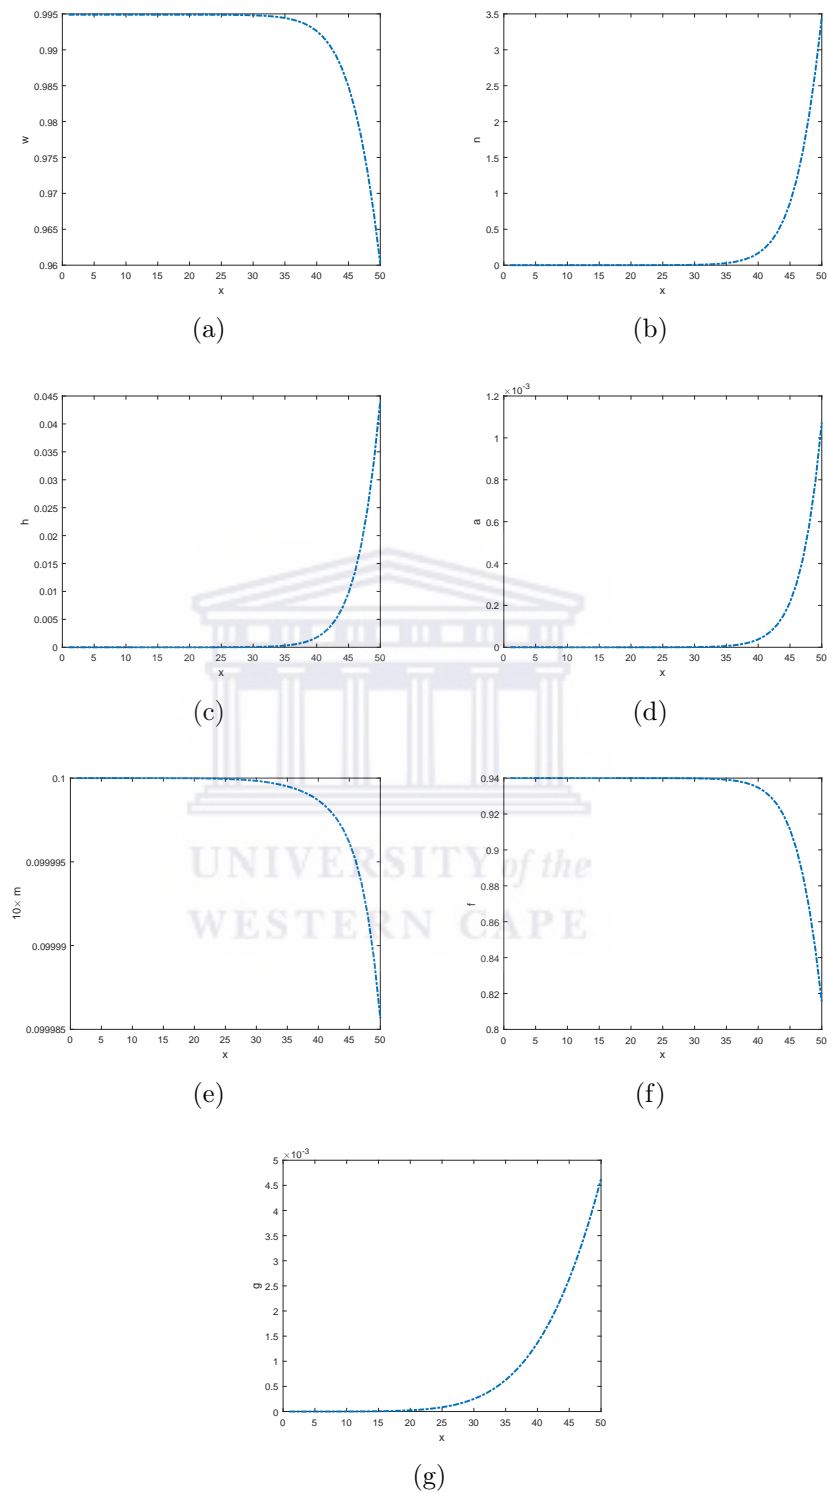 0.995
0.99
0.985
0.98
0.975
0.97
0.965
0.96
w
0 5 10 15 20 25 30 35 40 45 50
x
(a)
3.5
3
2.5
2
1.5
1
0.5
0
n
0 5 10 15 20 25 30 35 40 45 50
x
(b)
0.045
0.04
0.035
0.03
0.025
0.02
0.015
0.01
0.005
0
h
0 5 10 15 20 25 30 35 40 45 50
x
(c)
×10-3
1.2
1
0.8
0.6
0.4
0.2
0
a
0 5 10 15 20 25 30 35 40 45 50
x
(d)
0.1
0.099995
0.09999
0.099985
10× m
0 5 10 15 20 25 30 35 40 45 50
x
(e)
0.94
0.92
0.9
0.88
0.86
0.84
0.82
0.8
f
0 5 10 15 20 25 30 35 40 45 50
x
(f)
UNIVERSITY of the
WESTERN CAPE
×10-3
5
4.5
4
3.5
3
2.5
2
1.5
1
0.5
0
g
0 5 10 15 20 25 30 35 40 45 50
x
(g)